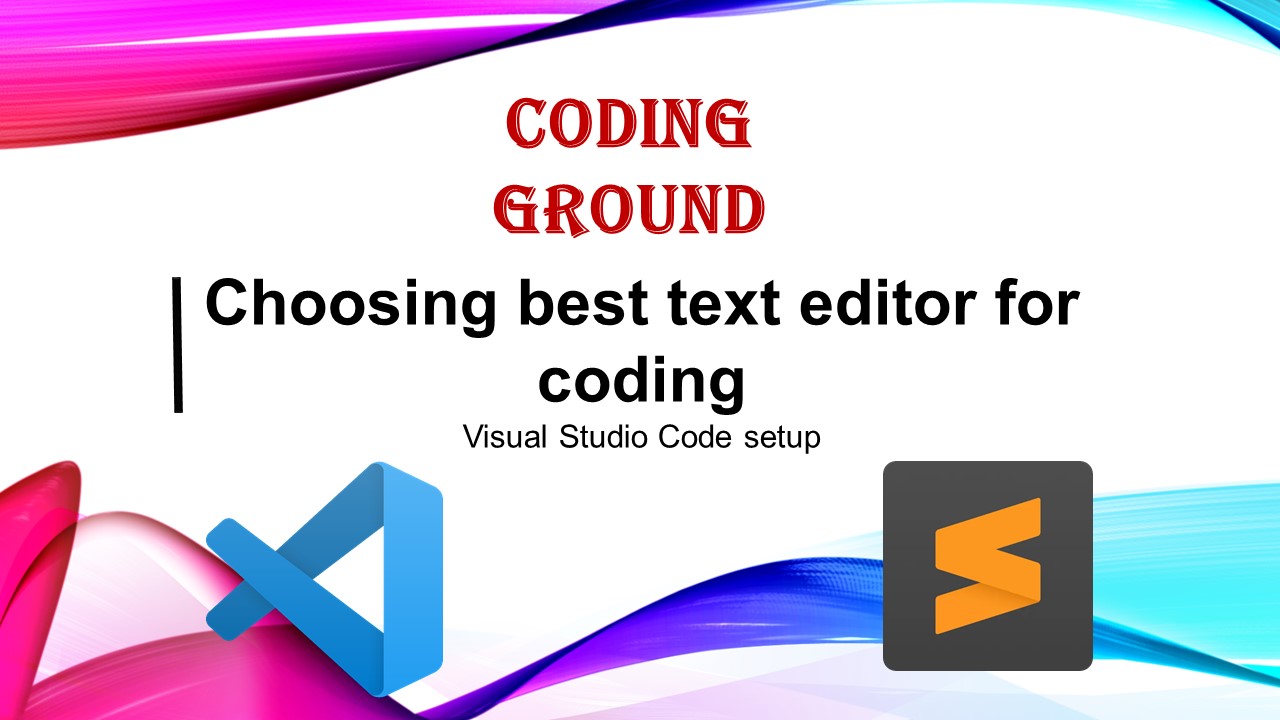 CODING
GROUND
Choosing best text editor for
coding
Visual Studio Code setup